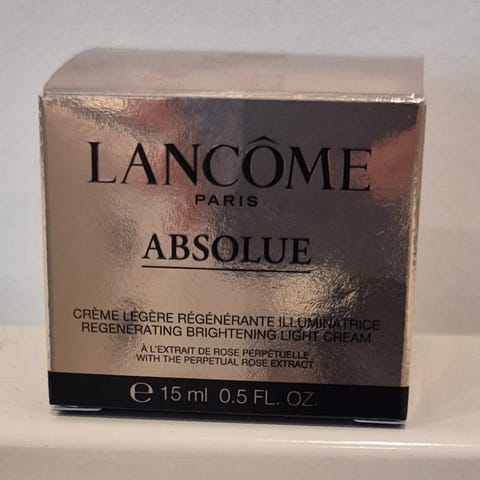 LANCÔME
PARIS
ABSOLUE
CRÈME LÉGÈRE RÉGÉNÉRANTE ILLUMINATRICE
REGENERATING BRIGHTENING LIGHT CREAM
À L'EXTRAIT DE ROSE PERPÉTUELLE
WITH THE PERPETUAL ROSE EXTRACT
℮ 15 ml 0.5 FL. OZ.